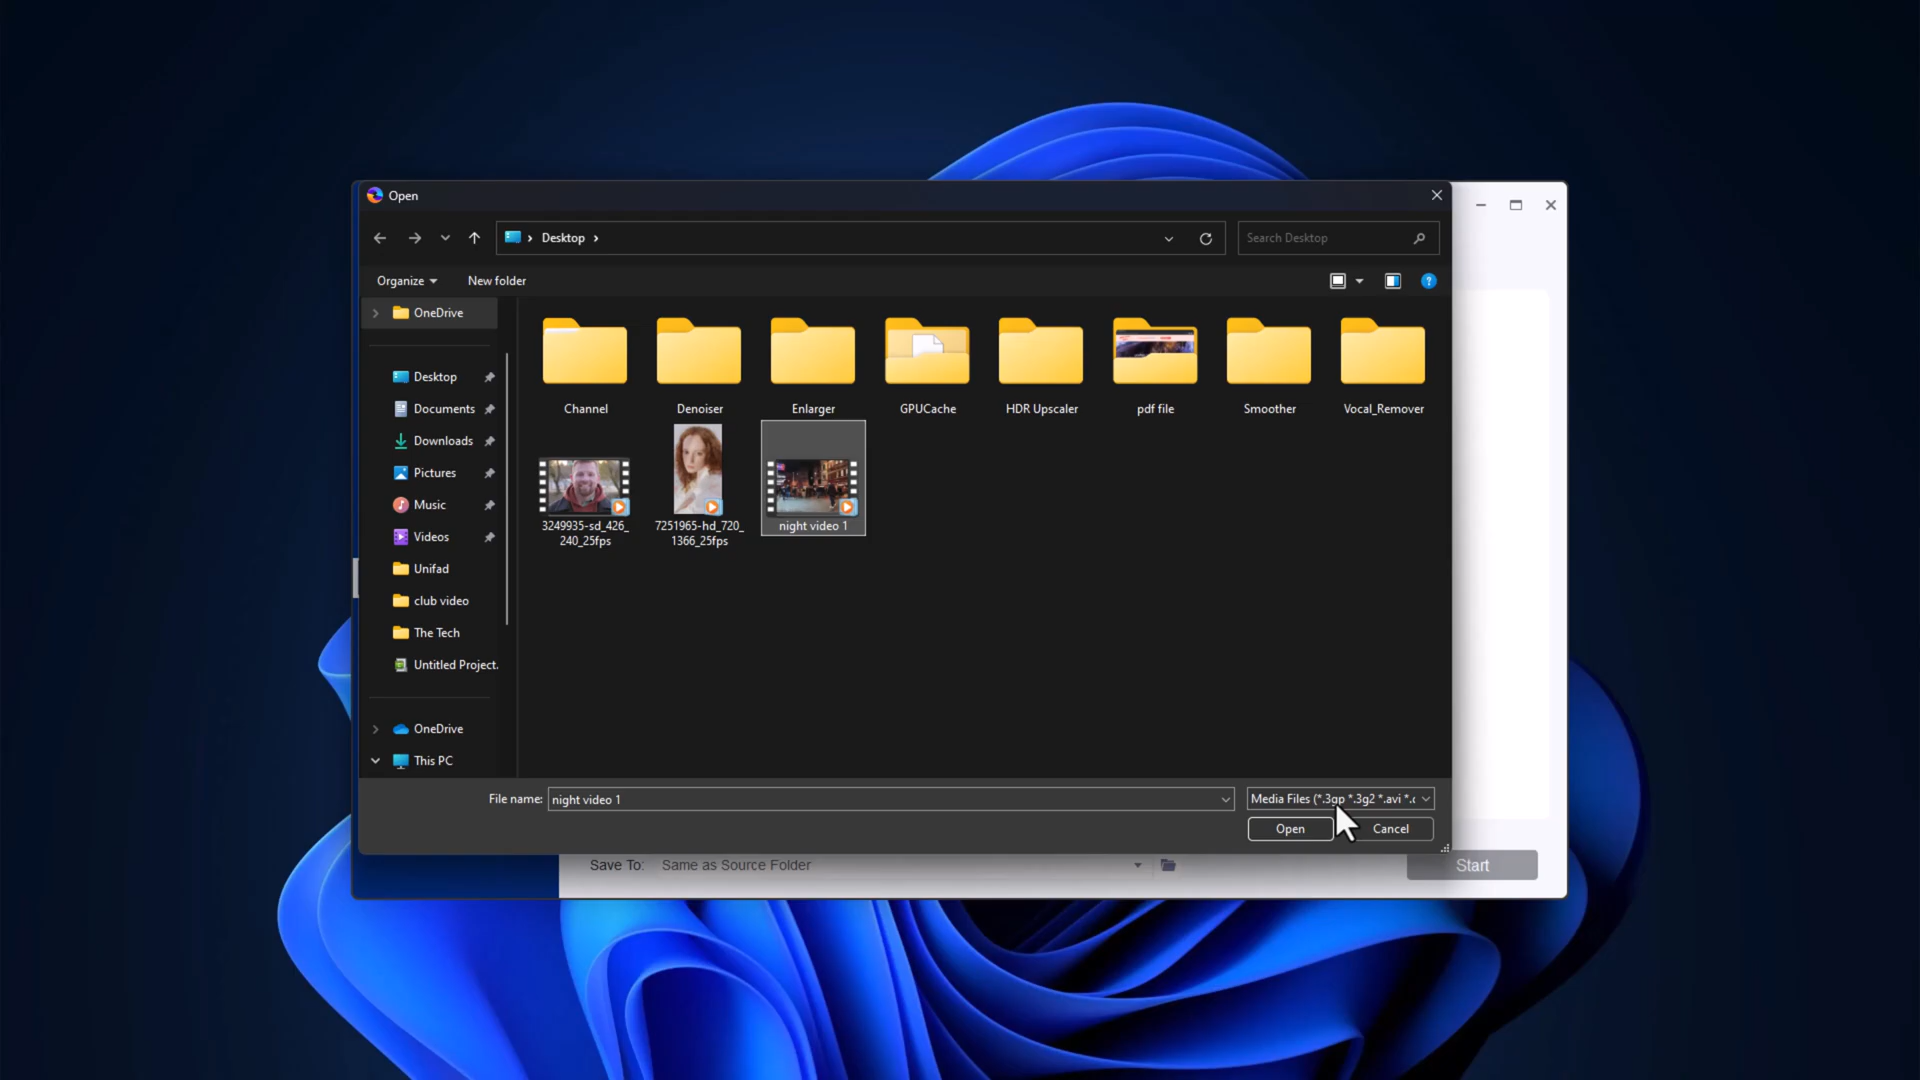 Open
Desktop
Search Desktop
Organize
New folder
OneDrive
Desktop
Documents
Downloads
Pictures
Music
Videos
Unifad
club video
The Tech
Untitled Project.
OneDrive
This PC
Channel
Denoiser
Enlarger
GPUCache
HDR Upscaler
pdf file
Smoother
Vocal_Remover
3249935-sd_426_
240_25fps
7251965-hd_720_
1366_25fps
night video 1
File name: night video 1
Media Files (*.3gp *.3g2 *.avi *.
Open
Cancel
Save To: Same as Source Folder
Start